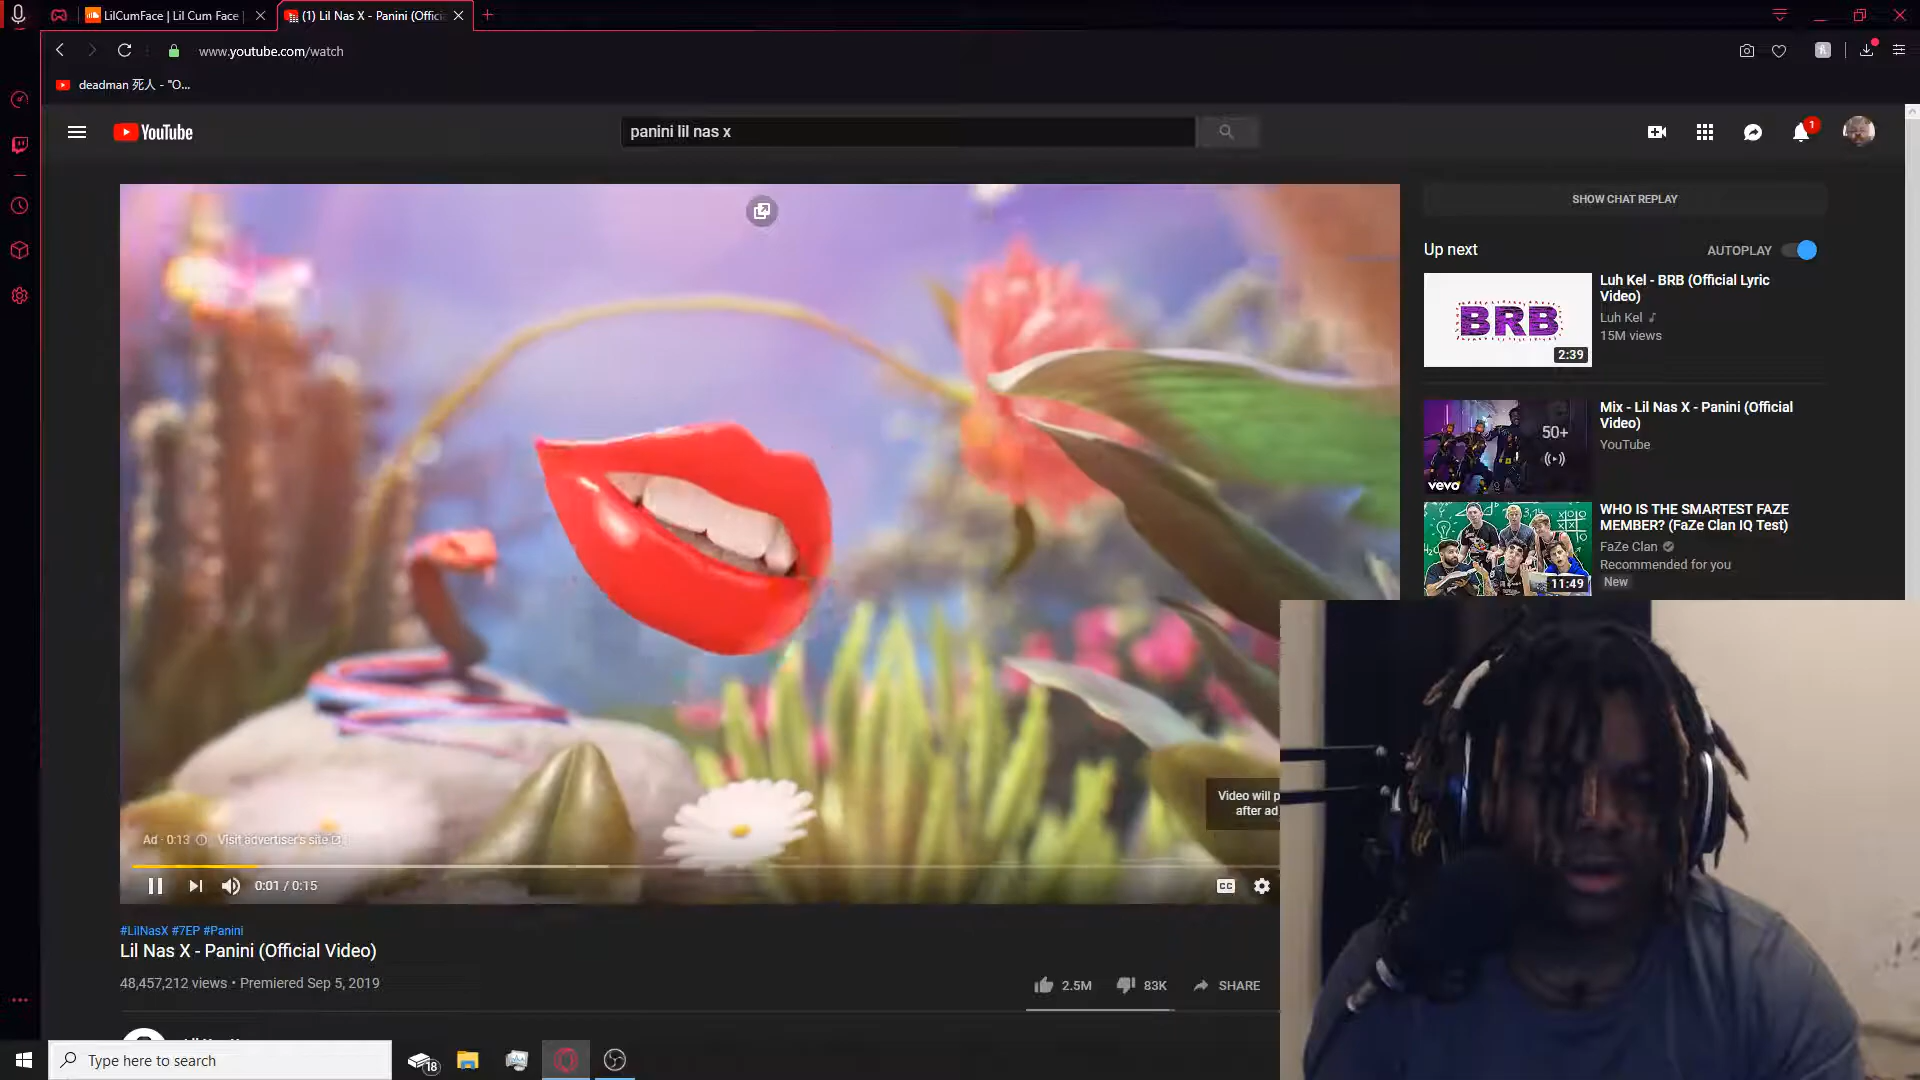 LilCumFace | Lil Cum Face |
(1) Lil Nas X - Panini (Offici
www.youtube.com/watch
deadman 死人 - "O...
YouTube
panini lil nas x
1
SHOW CHAT REPLAY
Up next
AUTOPLAY
BRB
2:39
Luh Kel - BRB (Official Lyric
Video)
Luh Kel
15M views
50+
vevo
Mix - Lil Nas X - Panini (Official
Video)
YouTube
11:49
WHO IS THE SMARTEST FAZE
MEMBER? (FaZe Clan IQ Test)
FaZe Clan
Recommended for you
New
Video will p
after ad
Ad · 0:13
Visit advertiser's site
0:01 / 0:15
CC
#LilNasX #7EP #Panini
Lil Nas X - Panini (Official Video)
48,457,212 views • Premiered Sep 5, 2019
2.5M
83K
SHARE
Type here to search
18